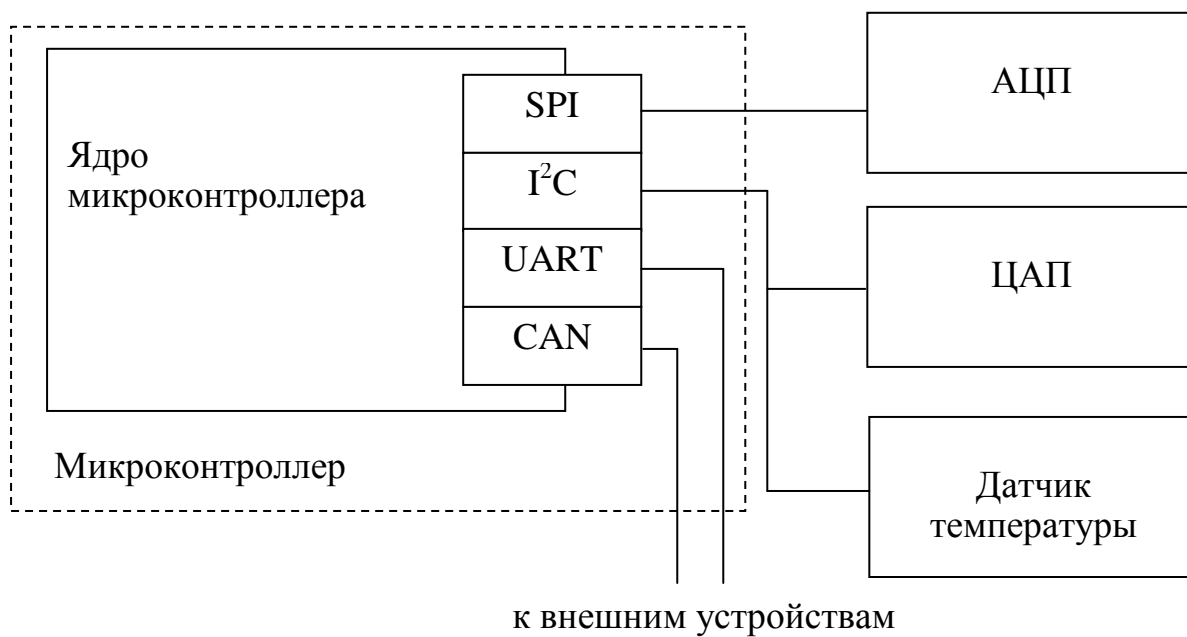 Ядро
микроконтроллера
SPI
I²C
UART
CAN
Микроконтроллер
АЦП
ЦАП
Датчик
температуры
к внешним устройствам